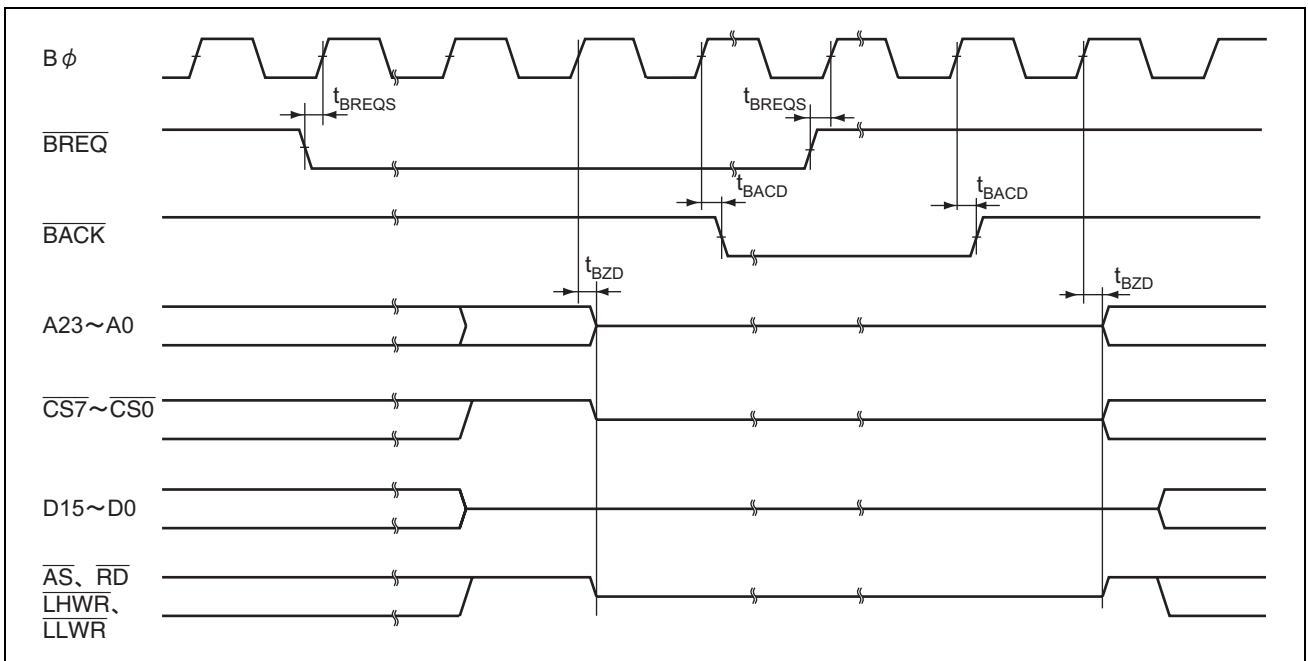 Bφ
tBREQS
tBREQS
BREQ
tBACD
tBACD
BACK
tBZD
tBZD
A23～A0
CS7～CS0
D15～D0
AS、RD
LHWR、
LLWR